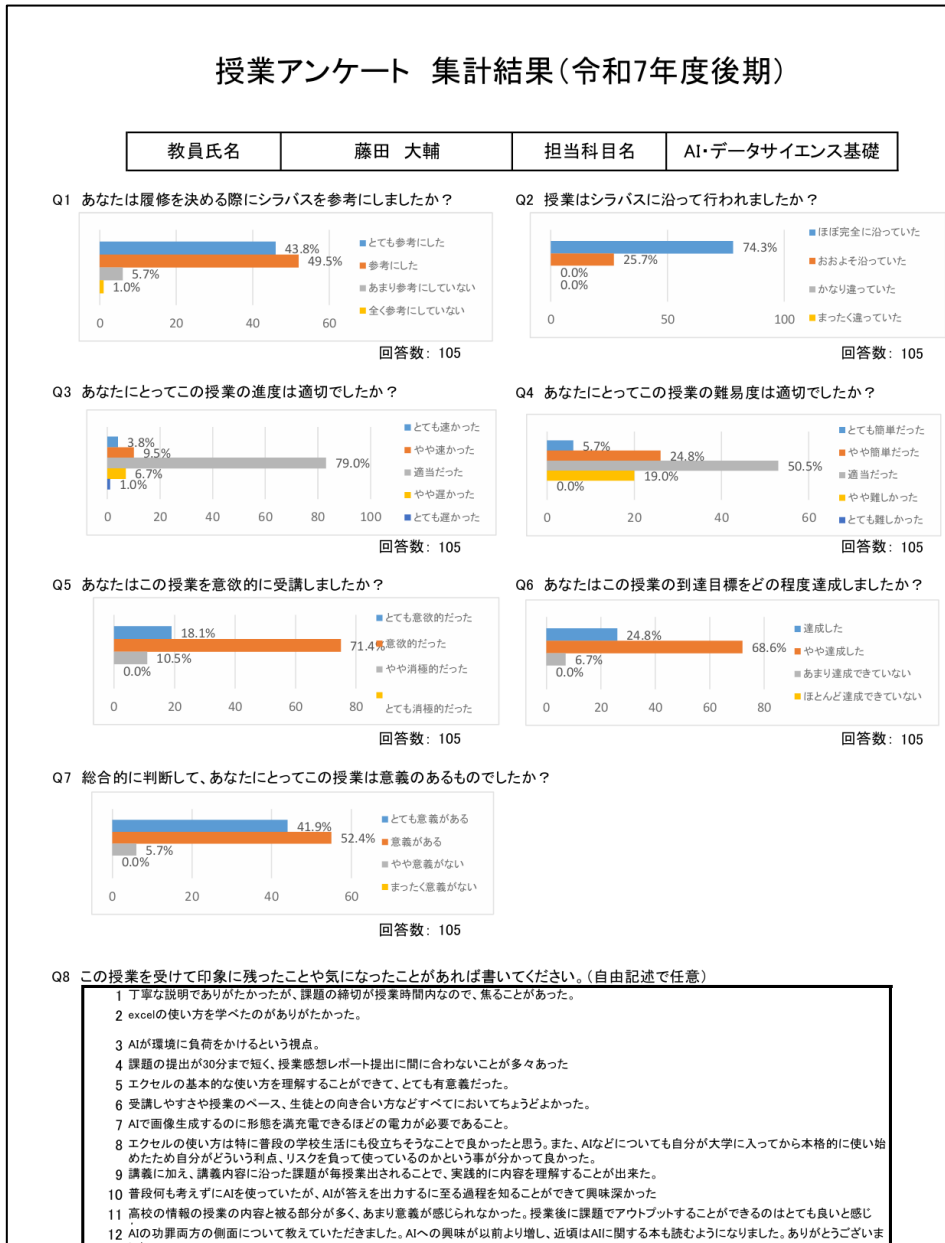 授業アンケート 集計結果(令和7年度後期)
教員氏名 藤田 大輔 担当科目名 AI・データサイエンス基礎
Q1 あなたは履修を決める際にシラバスを参考にしましたか?
43.8%
49.5%
5.7%
1.0%
0 20 40 60
とても参考にした
参考にした
あまり参考にしていない
全く参考にしていない
回答数: 105
Q2 授業はシラバスに沿って行われましたか?
74.3%
25.7%
0.0%
0.0%
0 50 100
ほぼ完全に沿っていた
おおよそ沿っていた
かなり違っていた
まったく違っていた
回答数: 105
Q3 あなたにとってこの授業の進度は適切でしたか?
3.8%
9.5%
79.0%
6.7%
1.0%
0 20 40 60 80 100
とても速かった
やや速かった
適当だった
やや遅かった
とても遅かった
回答数: 105
Q4 あなたにとってこの授業の難易度は適切でしたか?
5.7%
24.8%
50.5%
19.0%
0.0%
0 20 40 60
とても簡単だった
やや簡単だった
適当だった
やや難しかった
とても難しかった
回答数: 105
Q5 あなたはこの授業を意欲的に受講しましたか?
18.1%
71.4%
10.5%
0.0%
0 20 40 60 80
とても意欲的だった
意欲的だった
やや消極的だった
とても消極的だった
回答数: 105
Q6 あなたはこの授業の到達目標をどの程度達成しましたか?
24.8%
68.6%
6.7%
0.0%
0 20 40 60 80
達成した
やや達成した
あまり達成できていない
ほとんど達成できていない
回答数: 105
Q7 総合的に判断して、あなたにとってこの授業は意義のあるものでしたか?
41.9%
52.4%
5.7%
0.0%
0 20 40 60
とても意義がある
意義がある
やや意義がない
まったく意義がない
回答数: 105
Q8 この授業を受けて印象に残ったことや気になったことがあれば書いてください。(自由記述で任意)
1 丁寧な説明でありがたかったが、課題の締切が授業時間内なので、焦ることがあった。
2 excelの使い方を学べたのがありがたかった。
3 AIが環境に負荷をかけるという視点。
4 課題の提出が30分まで短く、授業感想レポート提出に間に合わないことが多々あった
5 エクセルの基本的な使い方を理解することができて、とても有意義だった。
6 受講しやすさや授業のペース、生徒との向き合い方などすべてにおいてちょうどよかった。
7 AIで画像生成するのに形態を満充電できるほどの電力が必要であること。
8 エクセルの使い方は特に普段の学校生活にも役立ちそうなことで良かったと思う。また、AIなどについても自分が大学に入ってから本格的に使い始
めたため自分がどういう利点、リスクを負って使っているのかという事が分かって良かった。
9 講義に加え、講義内容に沿った課題が毎授業出されることで、実践的に内容を理解することが出来た。
10 普段何も考えずにAIを使っていたが、AIが答えを出力するに至る過程を知ることができて興味深かった
11 高校の情報の授業の内容と被る部分が多く、あまり意義が感じられなかった。授業後に課題でアウトプットすることができるのはとても良いと感じ
12 AIの功罪両方の側面について教えていただきました。AIへの興味が以前より増し、近頃はAIに関する本も読むようになりました。ありがとうございま